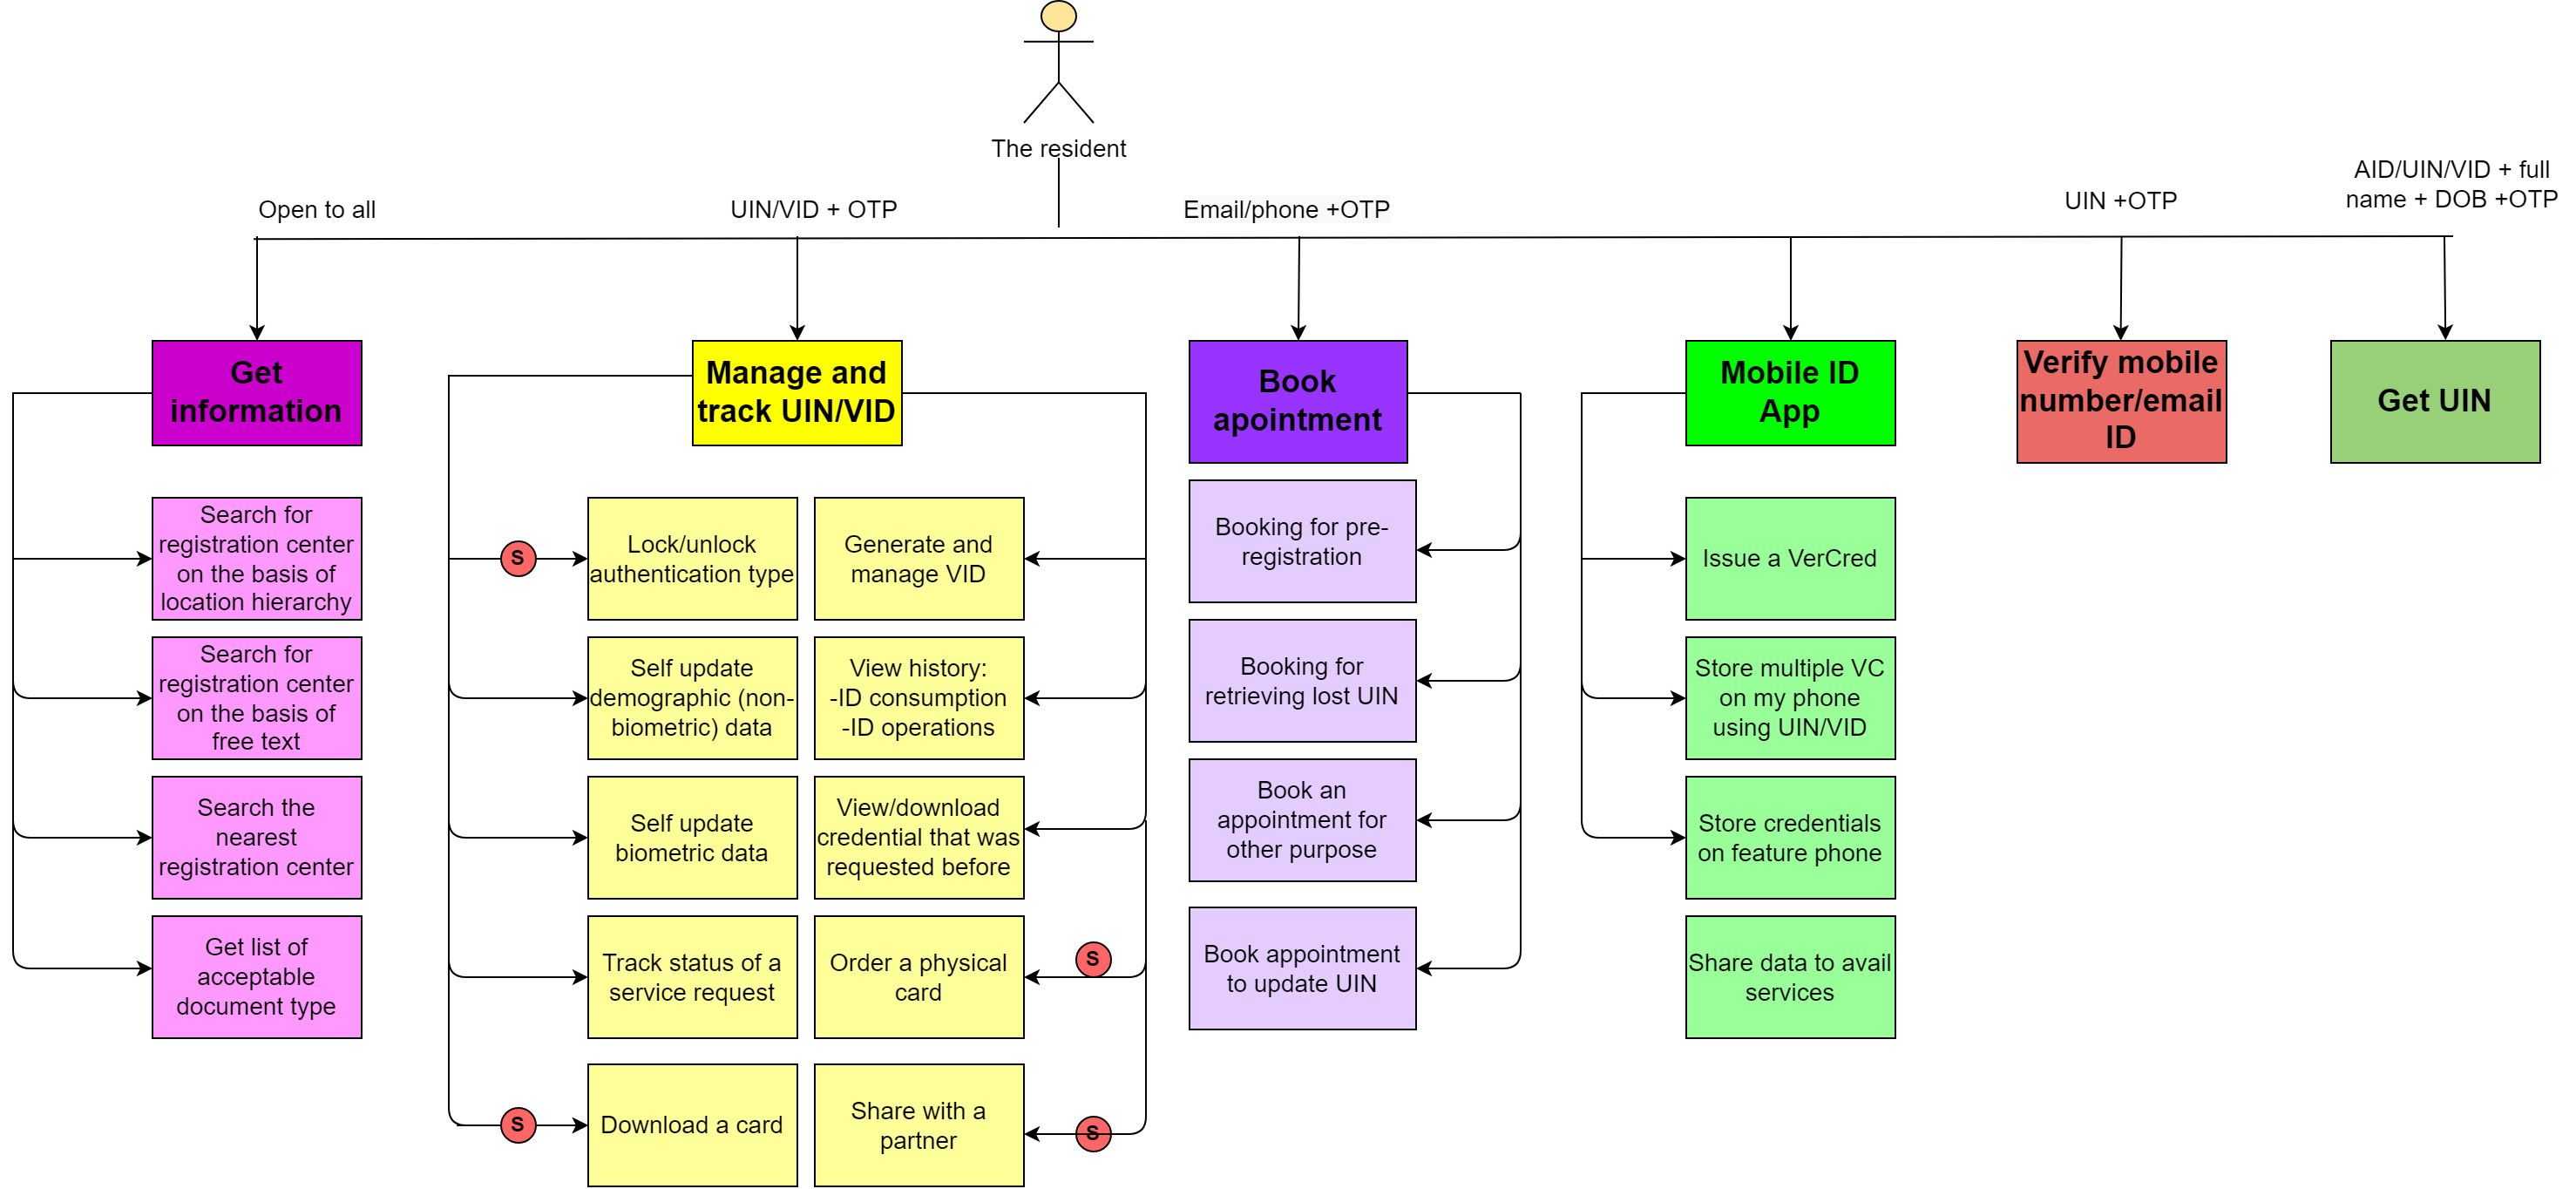 The resident
Open to all
UIN/VID + OTP
Email/phone +OTP
UIN +OTP
AID/UIN/VID + full
name + DOB +OTP
Get
information
Manage and
track UIN/VID
Book
apointment
Mobile ID
App
Verify mobile
number/email
ID
Get UIN
Search for
registration center
on the basis of
location hierarchy
Search for
registration center
on the basis of
free text
Search the
nearest
registration center
Get list of
acceptable
document type
S
Lock/unlock
authentication type
Self update
demographic (non-
biometric) data
Self update
biometric data
Track status of a
service request
S
Download a card
Generate and
manage VID
View history:
-ID consumption
-ID operations
View/download
credential that was
requested before
Order a physical
card
S
Share with a
partner
S
Booking for pre-
registration
Booking for
retrieving lost UIN
Book an
appointment for
other purpose
Book appointment
to update UIN
Issue a VerCred
Store multiple VC
on my phone
using UIN/VID
Store credentials
on feature phone
Share data to avail
services